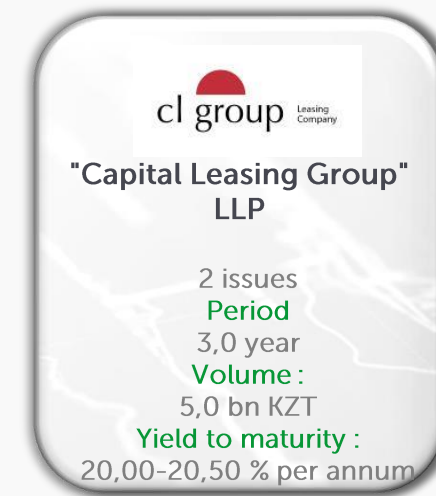 cl group Leasing
Company
"Capital Leasing Group"
LLP
2 issues
Period
3,0 year
Volume :
5,0 bn KZT
Yield to maturity :
20,00-20,50 % per annum